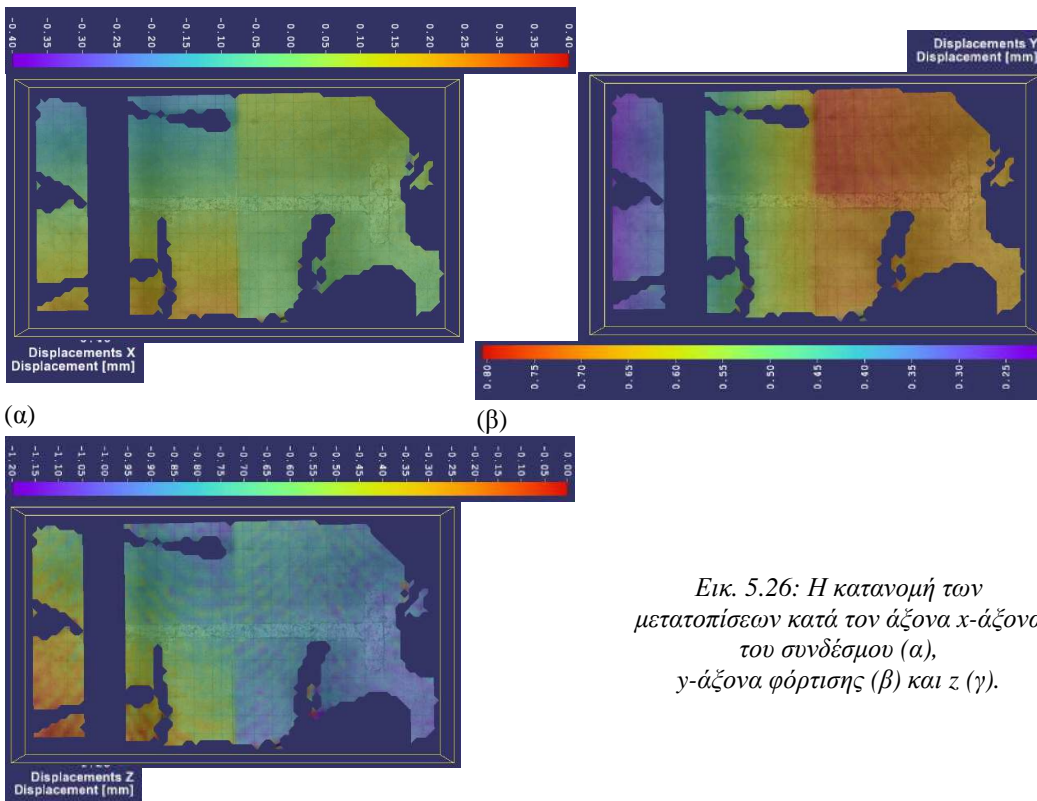 -0.40 -0.35 -0.30 -0.25 -0.20 -0.15 -0.10 -0.05 0.00 0.05 0.10 0.15 0.20 0.25 0.30 0.35 0.40
Displacements Y
Displacement [mm]
Displacements X
Displacement [mm]
0.80 0.75 0.70 0.65 0.60 0.55 0.50 0.45 0.40 0.35 0.30 0.25
(α)
(β)
-1.20 -1.15 -1.10 -1.05 -1.00 -0.95 -0.90 -0.85 -0.80 -0.75 -0.70 -0.65 -0.60 -0.55 -0.50 -0.45 -0.40 -0.35 -0.30 -0.25 -0.20 -0.15 -0.10 -0.05 0.00
Εικ. 5.26: Η κατανομή των
μετατοπίσεων κατά τον άξονα x-άξονο
του συνδέσμου (α),
y-άξονα φόρτισης (β) και z (γ).
Displacements Z
Displacement [mm]